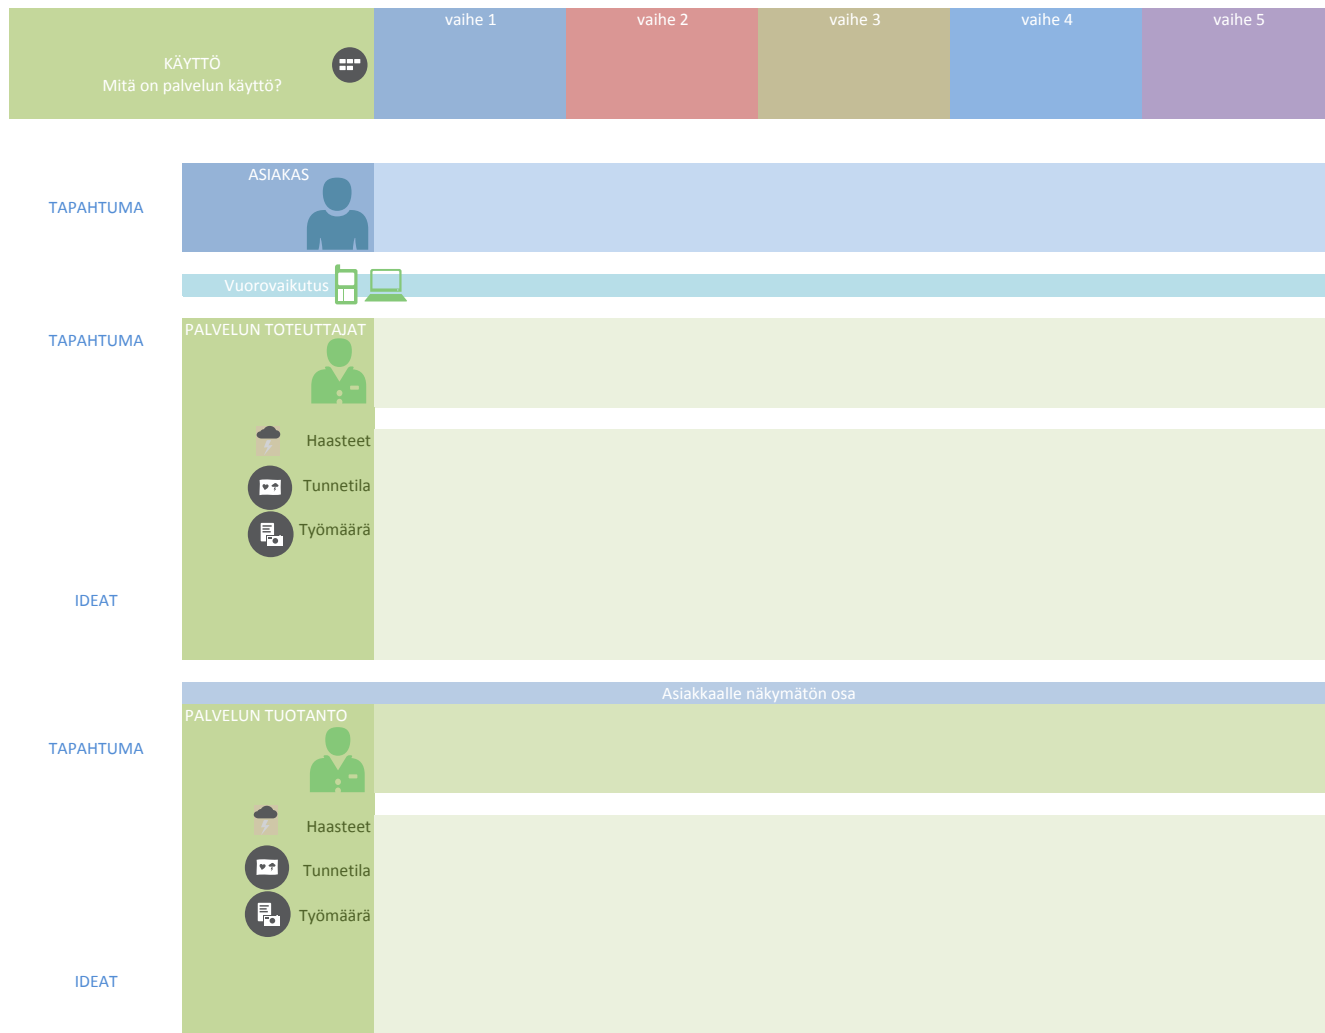 vaihe 1
vaihe 2
vaihe 3
vaihe 4
vaihe 5
KÄYTTÖ
Mitä on palvelun käyttö?
ASIAKAS
TAPAHTUMA
Vuorovaikutus
PALVELUN TOTEUTTAJAT
TAPAHTUMA
Haasteet
Tunnetila
Työmäärä
IDEAT
Asiakkaalle näkymätön osa
PALVELUN TUOTANTO
TAPAHTUMA
Haasteet
Tunnetila
Työmäärä
IDEAT